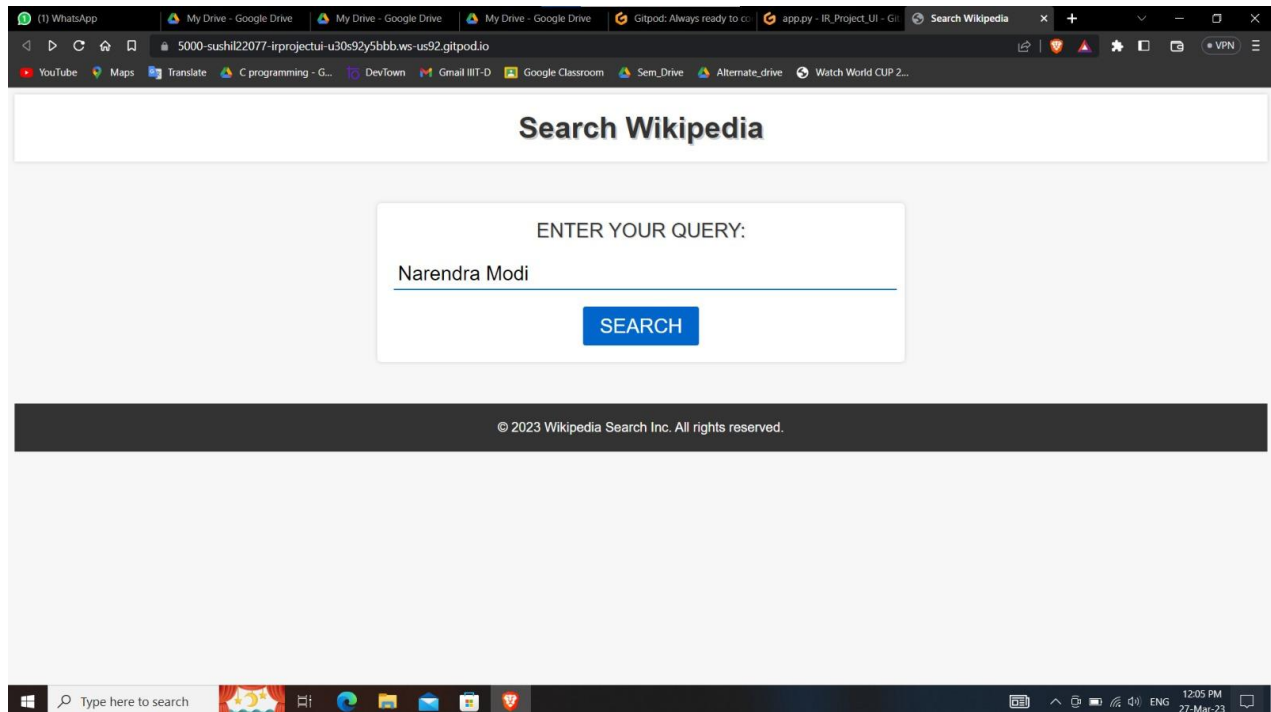 (1) WhatsApp My Drive - Google Drive My Drive - Google Drive My Drive - Google Drive Gitpod: Always ready to co app.py - IR_Project_UI - Git Search Wikipedia
5000-sushil22077-irprojectui-u30s92y5bbb.ws-us92.gitpod.io VPN
YouTube Maps Translate C programming - G... DevTown Gmail IIIT-D Google Classroom Sem_Drive Alternate_drive Watch World CUP 2...
Search Wikipedia
ENTER YOUR QUERY:
Narendra Modi
SEARCH
© 2023 Wikipedia Search Inc. All rights reserved.
Type here to search ENG 12:05 PM
27-Mar-23